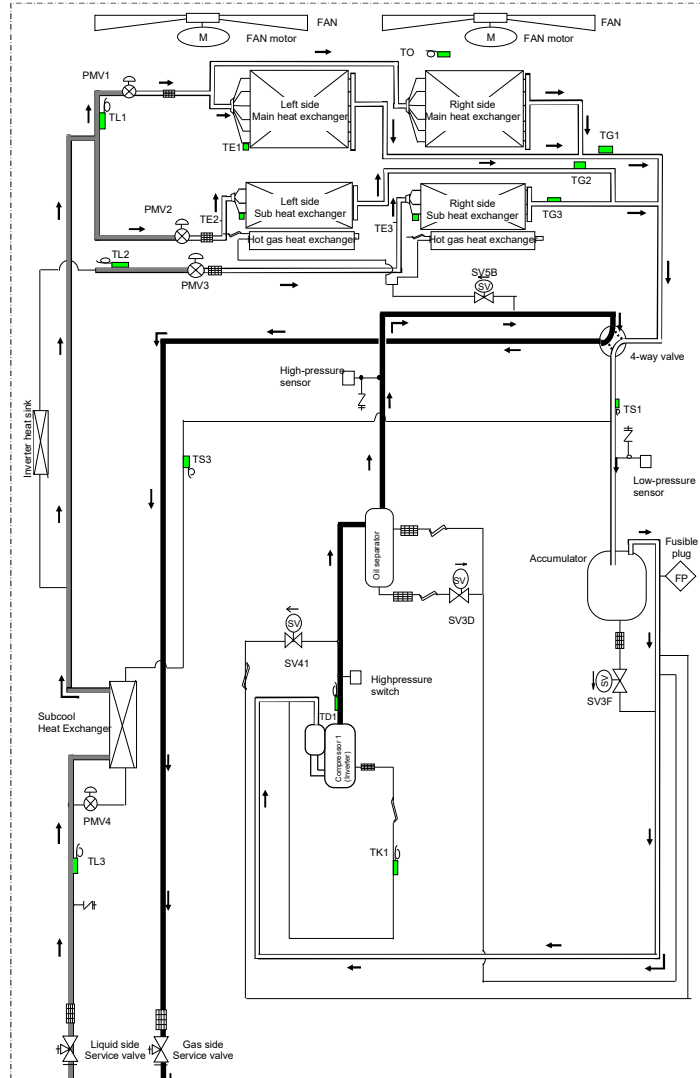 FAN
FAN
M
FAN motor
M
FAN motor
TO
PMV1
TL1
Left side
Main heat exchanger
Right side
Main heat exchanger
TE1
TG1
TG2
PMV2
TE2
Left side
Sub heat exchanger
Hot gas heat exchanger
TE3
Right side
Sub heat exchanger
Hot gas heat exchanger
TG3
TL2
PMV3
SV5B
SV
4-way valve
High-pressure
sensor
TS1
Inverter heat sink
TS3
Low-pressure
sensor
Oil separator
Accumulator
Fusible
plug
FP
SV
SV3D
SV
SV41
Highpressure
switch
SV
SV3F
Subcool
Heat Exchanger
TD1
Compressor 1
(Inverter)
PMV4
TL3
TK1
Liquid side
Service valve
Gas side
Service valve